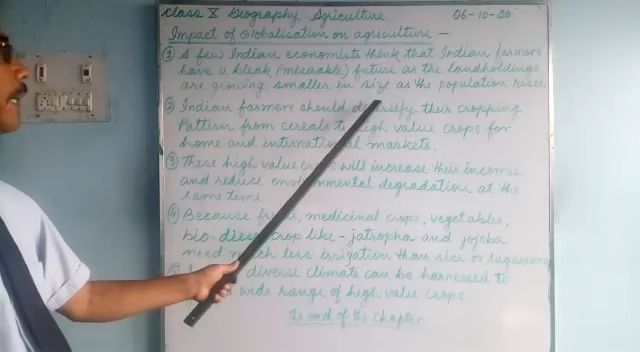 Class X Geography Agriculture 06-10-20
Impact of Globalisation on agriculture —
① A few Indian economists think that Indian farmers
have a bleak (miserable) future as the landholdings
are growing smaller in size as the population rises.
② Indian farmers should diversify their cropping
Pattern from cereals to high value crops for
home and international markets.
③ These high value crops will increase their incomes
and reduce environmental degradation at the
same time
④ Because fruits, medicinal crops, vegetables,
bio-diesel crop like - jatropha and jojoba
need much less irrigation than rice or sugarcane
diverse climate can be harnessed to
wide range of high value crops
The end of the chapter